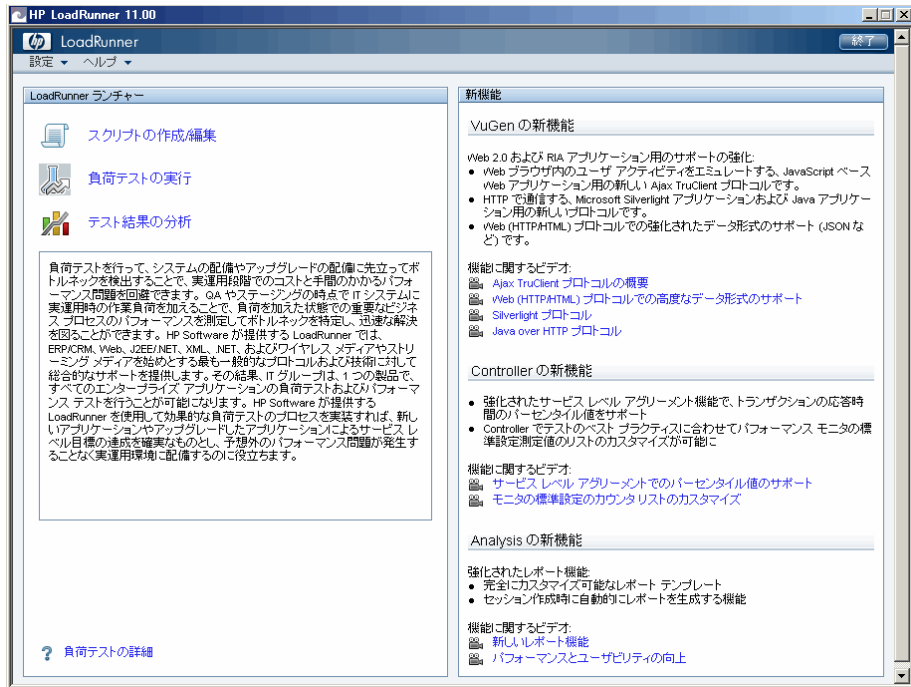 HP LoadRunner 11.00
hp LoadRunner
終了
設定 ヘルプ
LoadRunner ランチャー
スクリプトの作成/編集
負荷テストの実行
テスト結果の分析
負荷テストを行って、システムの配備やアップグレードの配備に先立ってボ
トルネックを検出することで、実運用段階でのコストと手間のかかるパフォ
ーマンス問題を回避できます。QA やステージングの時点で IT システムに
実運用時の作業負荷を加えることで、負荷を加えた状態での重要なビジネ
ス プロセスのパフォーマンスを測定してボトルネックを特定し、迅速な解決
を図ることができます。HP Software が提供する LoadRunner では、
ERP/CRM、Web、J2EE/.NET、XML、.NET、およびワイヤレス メディアやストリ
ーミング メディアを始めとする最も一般的なプロトコルおよび技術に対して
総合的なサポートを提供します。その結果、IT グループは、1 つの製品で、
すべてのエンタープライズ アプリケーションの負荷テストおよびパフォーマ
ンス テストを行うことが可能になります。HP Software が提供する
LoadRunner を使用して効果的な負荷テストのプロセスを実装すれば、新し
いアプリケーションやアップグレードしたアプリケーションによるサービス レ
ベル目標の達成を確実なものとし、予想外のパフォーマンス問題が発生す
ることなく実運用環境に配備するのに役立ちます。
? 負荷テストの詳細
新機能
VuGen の新機能
Web 2.0 および RIA アプリケーション用のサポートの強化:
• Web ブラウザ内のユーザ アクティビティをエミュレートする、JavaScript ベース
Web アプリケーション用の新しい Ajax TruClient プロトコルです。
• HTTP で通信する、Microsoft Silverlight アプリケーションおよび Java アプリケー
ション用の新しいプロトコルです。
• Web (HTTP/HTML) プロトコルでの強化されたデータ形式のサポート (JSON な
ど) です。
機能に関するビデオ:
Ajax TruClient プロトコルの概要
Web (HTTP/HTML) プロトコルでの高度なデータ形式のサポート
Silverlight プロトコル
Java over HTTP プロトコル
Controller の新機能
• 強化されたサービス レベル アグリーメント機能で、トランザクションの応答時
間のパーセンタイル値をサポート
• Controller でテストのベスト プラクティスに合わせてパフォーマンス モニタの標
準設定測定値のリストのカスタマイズが可能に
機能に関するビデオ:
サービス レベル アグリーメントでのパーセンタイル値のサポート
モニタの標準設定のカウンタ リストのカスタマイズ
Analysis の新機能
強化されたレポート機能:
• 完全にカスタマイズ可能なレポート テンプレート
• セッション作成時に自動的にレポートを生成する機能
機能に関するビデオ:
新しいレポート機能
パフォーマンスとユーザビリティの向上